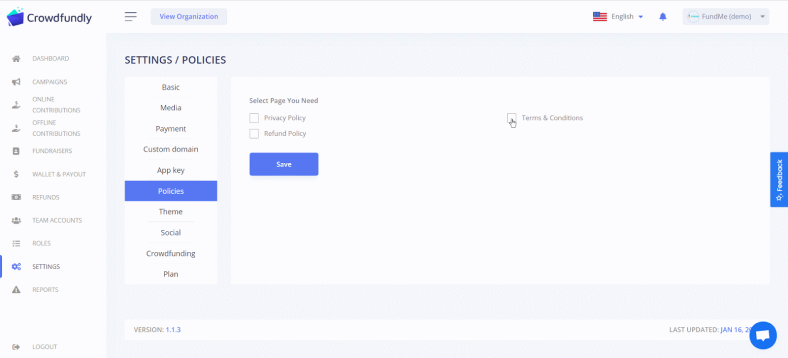 Crowdfundly
View Organization
English
FundMe (demo)
DASHBOARD
CAMPAIGNS
ONLINE
CONTRIBUTIONS
OFFLINE
CONTRIBUTIONS
FUNDRAISERS
WALLET & PAYOUT
REFUNDS
TEAM ACCOUNTS
ROLES
SETTINGS
REPORTS
LOGOUT
SETTINGS / POLICIES
Basic
Media
Payment
Custom domain
App key
Policies
Theme
Social
Crowdfunding
Plan
Select Page You Need
Privacy Policy
Terms & Conditions
Refund Policy
Save
Feedback
VERSION: 1.1.3
LAST UPDATED: JAN 16,